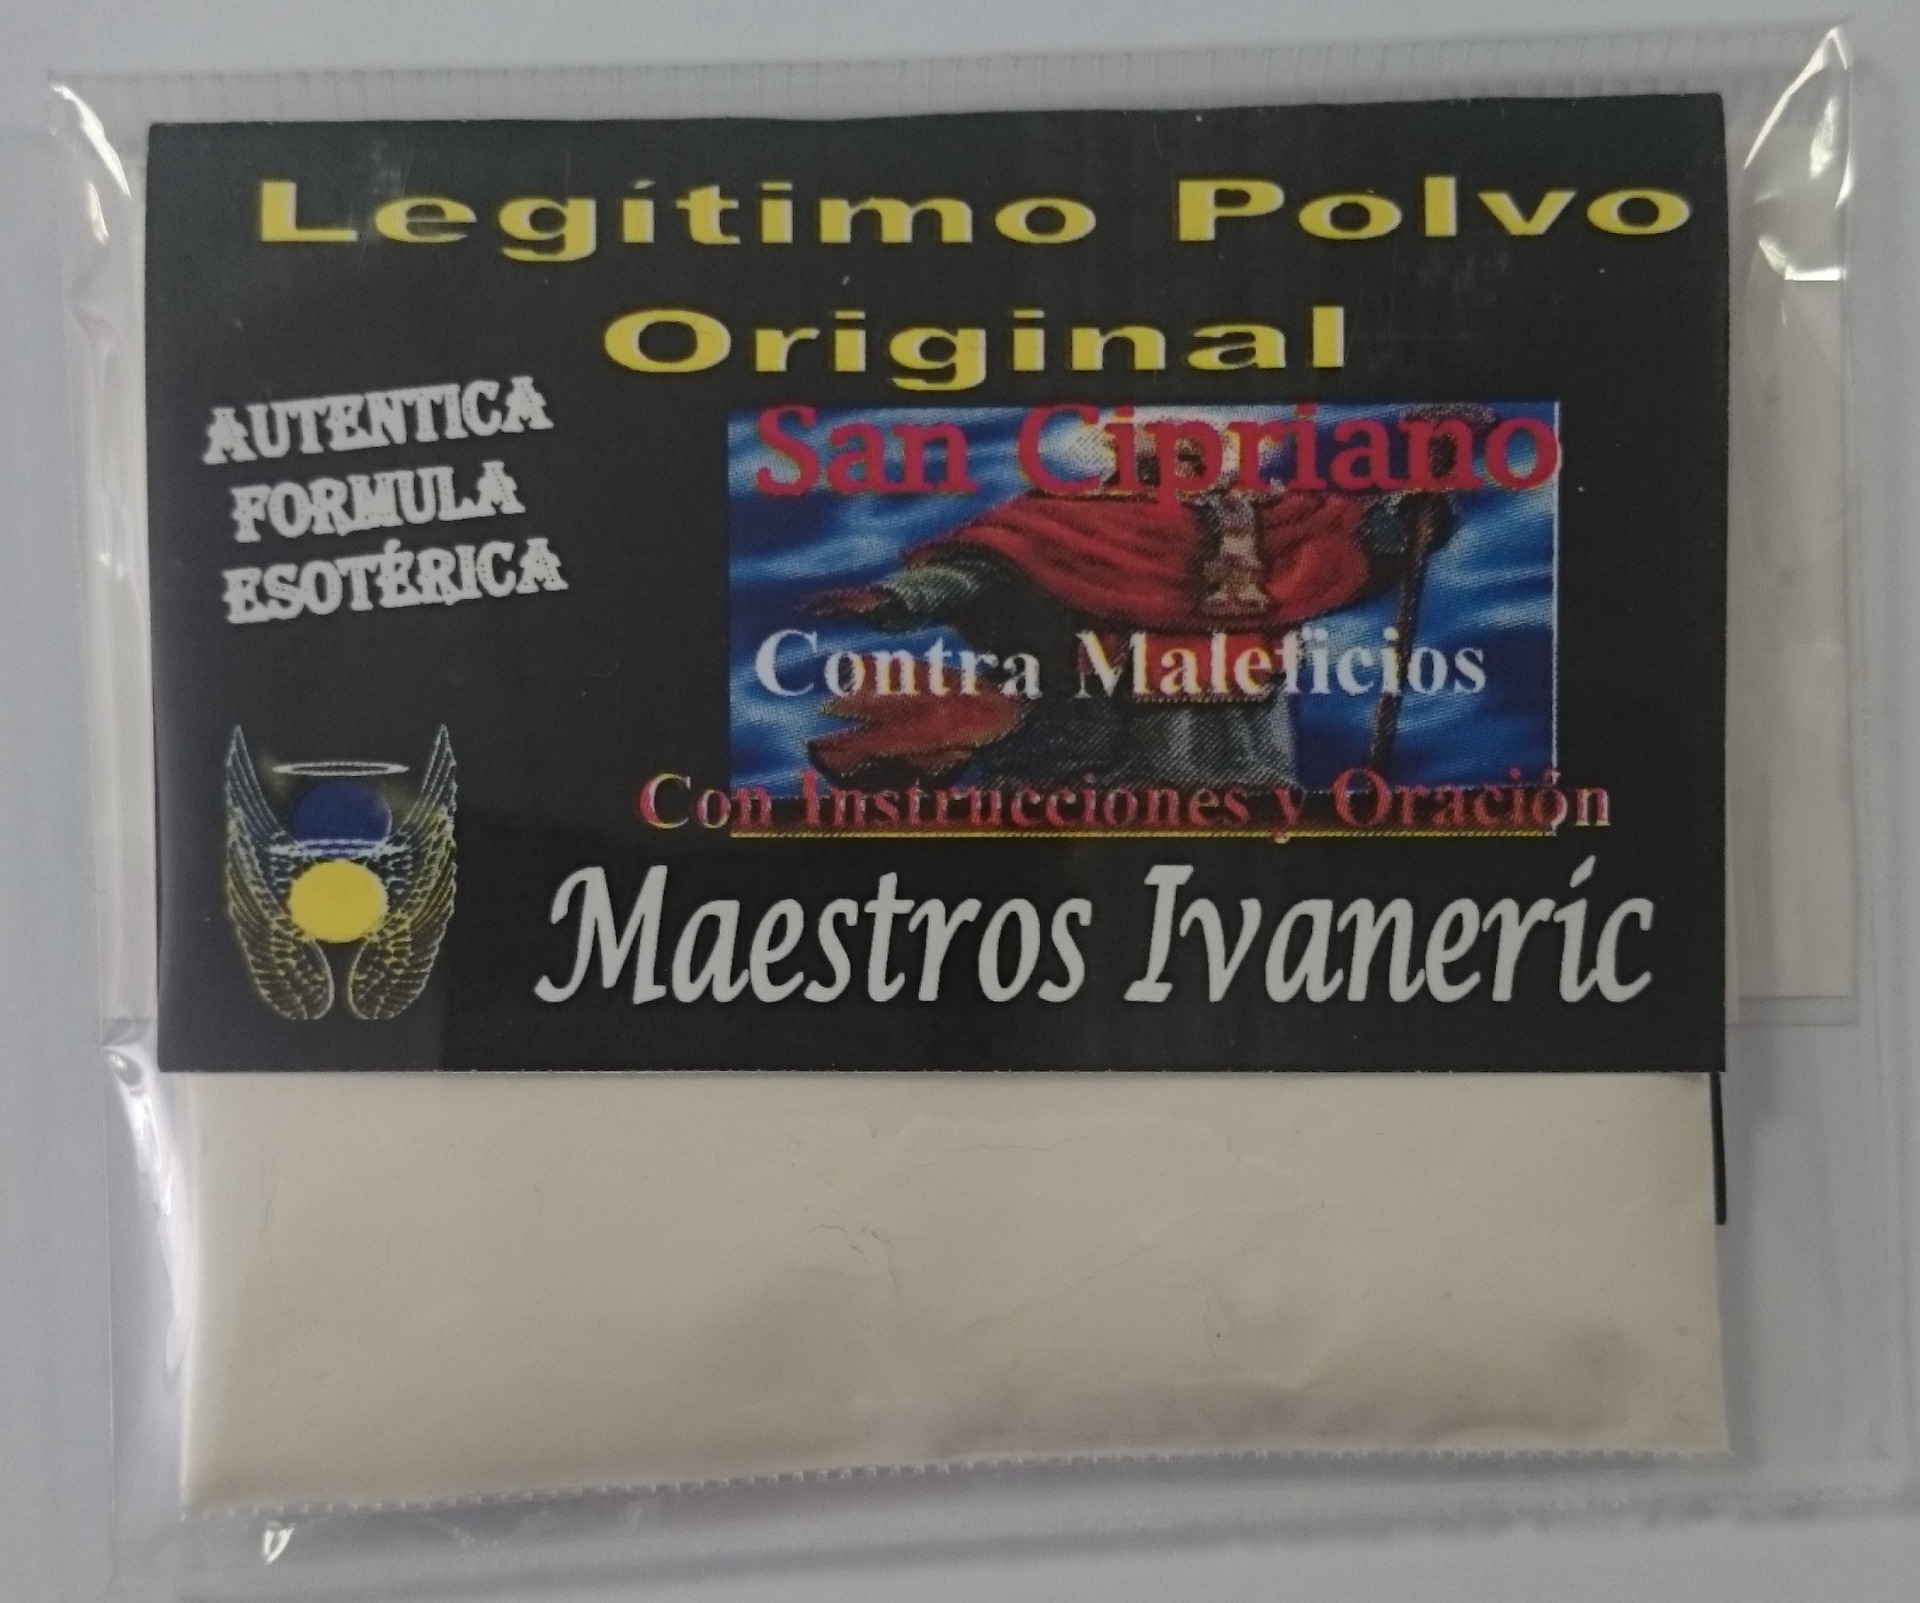 Legítimo Polvo
Original
AUTENTICA
FORMULA
ESOTÉRICA
San Cipriano
Contra Maleficios
Con Instrucciones y Oración
Maestros Ivaneric